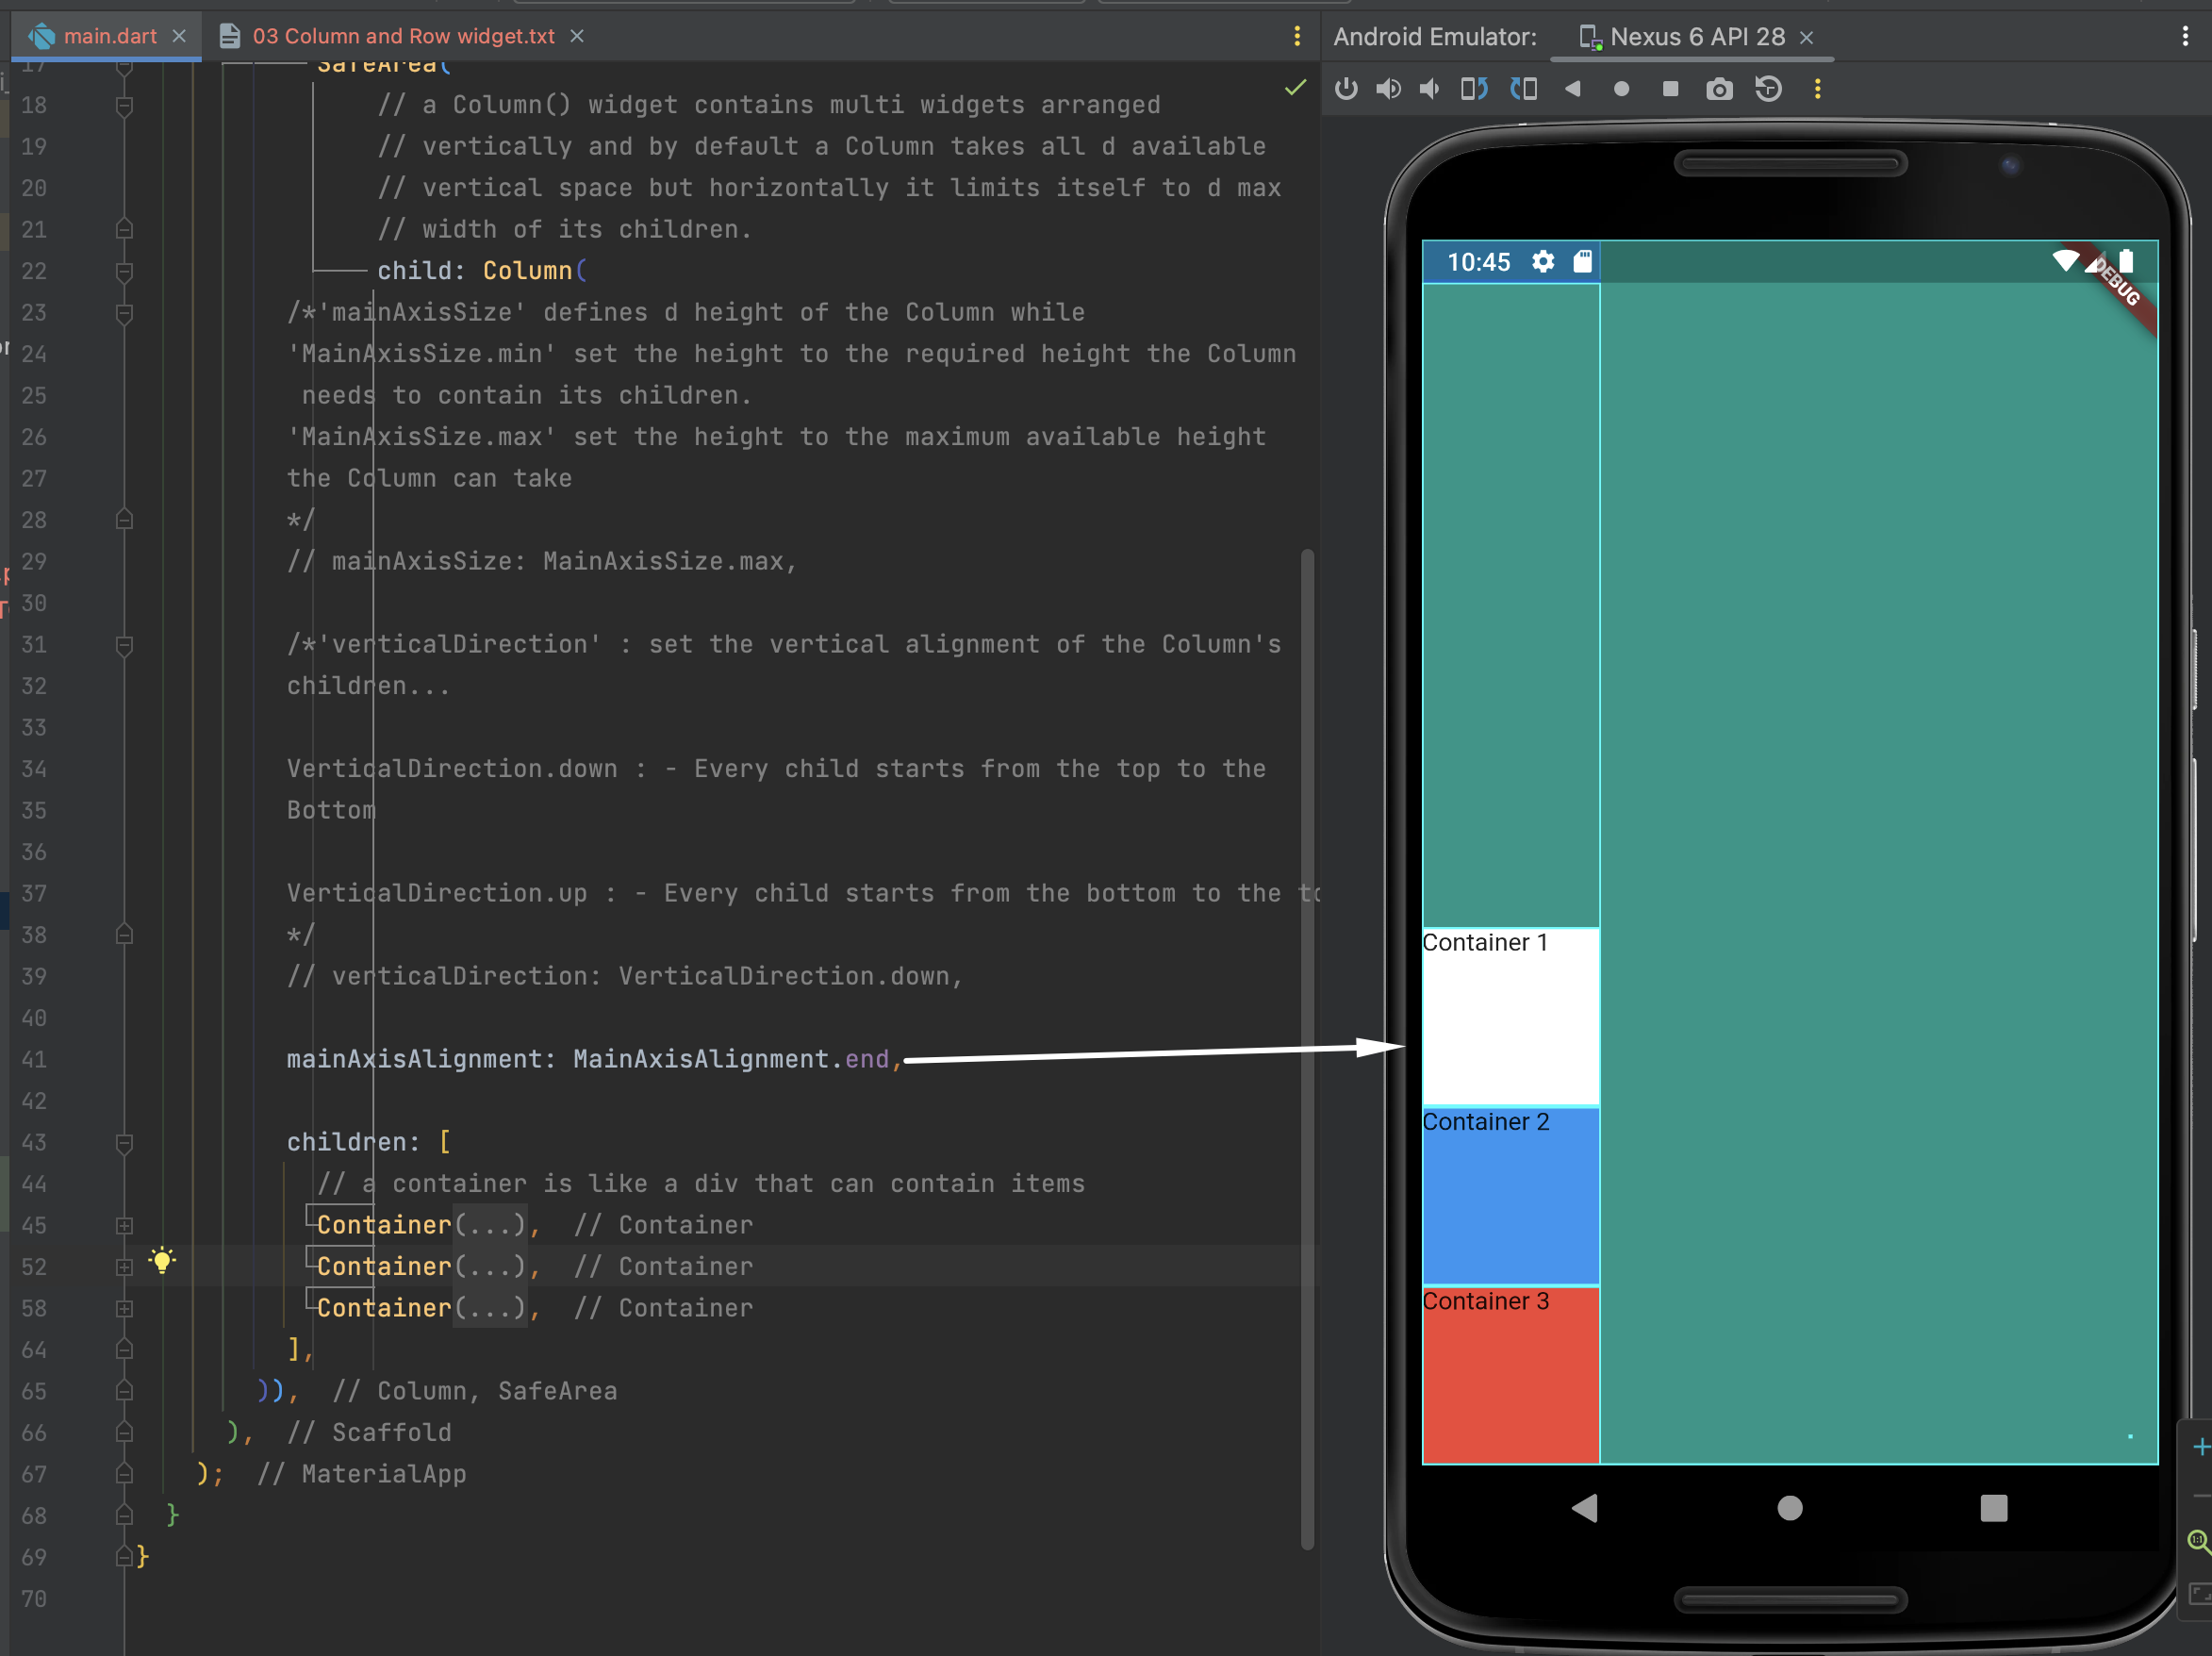 main.dart
03 Column and Row widget.txt
Android Emulator:
Nexus 6 API 28
17 SafeArea(
18 // a Column() widget contains multi widgets arranged
19 // vertically and by default a Column takes all d available
20 // vertical space but horizontally it limits itself to d max
21 // width of its children.
22 child: Column(
23 /*'mainAxisSize' defines d height of the Column while
24 'MainAxisSize.min' set the height to the required height the Column
25 needs to contain its children.
26 'MainAxisSize.max' set the height to the maximum available height
27 the Column can take
28 */
29 // mainAxisSize: MainAxisSize.max,
30
31 /*'verticalDirection' : set the vertical alignment of the Column's
32 children...
33
34 VerticalDirection.down : - Every child starts from the top to the
35 Bottom
36
37 VerticalDirection.up : - Every child starts from the bottom to the
38 */
39 // verticalDirection: VerticalDirection.down,
40
41 mainAxisAlignment: MainAxisAlignment.end,
42
43 children: [
44 // a container is like a div that can contain items
45 Container(...), // Container
52 Container(...), // Container
58 Container(...), // Container
64 ],
65 )), // Column, SafeArea
66 ), // Scaffold
67 ); // MaterialApp
68 }
69 }
70
10:45
DEBUG
Container 1
Container 2
Container 3
1:1